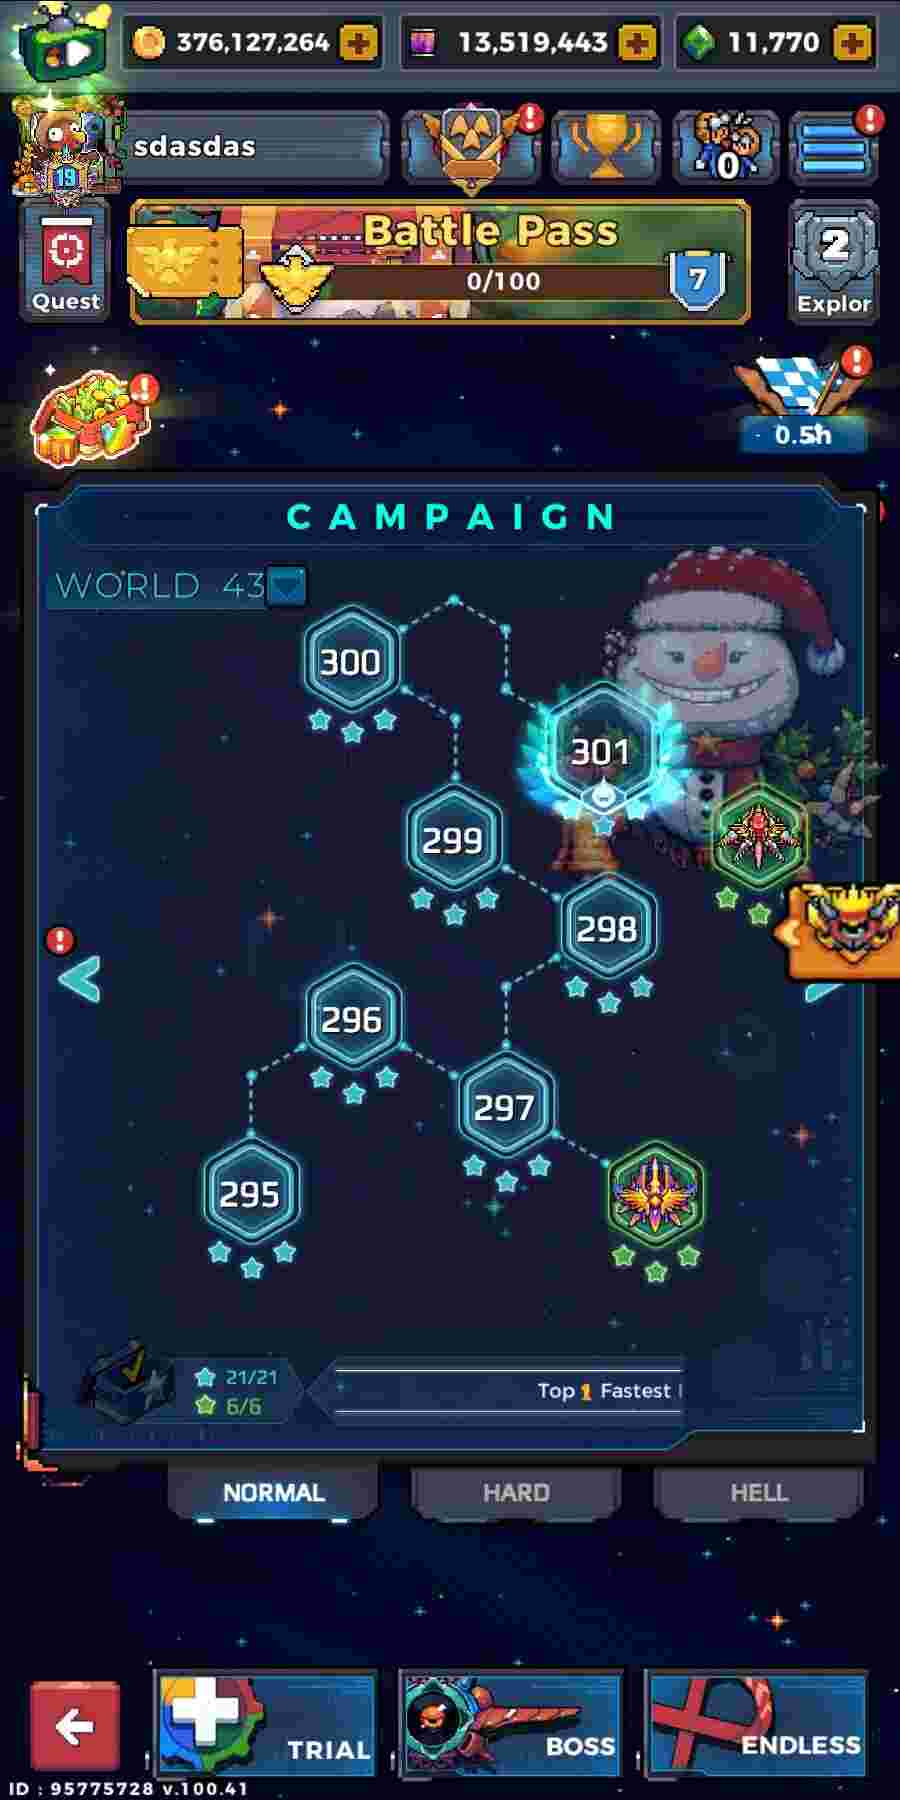 376,127,264
13,519,443
11,770
19
sdasdas
0
Quest
Battle Pass
0/100
7
2
Explor
0.5h
CAMPAIGN
WORLD 43
300
301
299
298
296
297
295
21/21
6/6
Top 1 Fastest
NORMAL
HARD
HELL
TRIAL
BOSS
ENDLESS
ID : 95775728 v.100.41